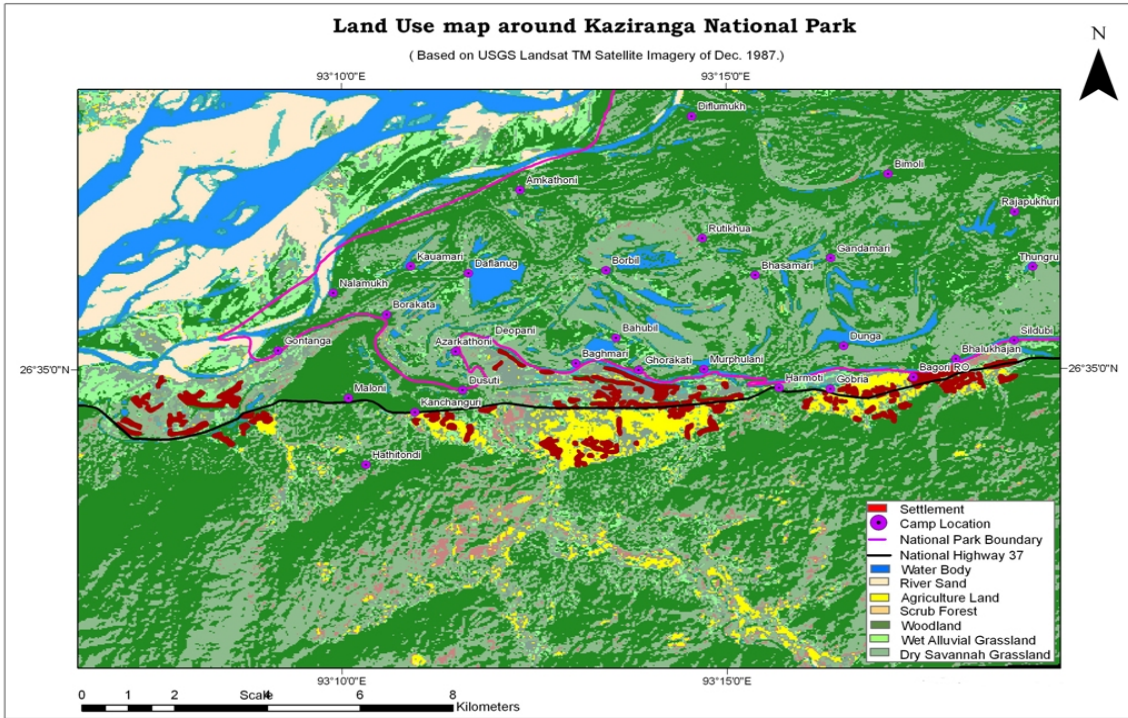 Land Use map around Kaziranga National Park
( Based on USGS Landsat TM Satellite Imagery of Dec. 1987.)
N
93°10'0"E
93°15'0"E
Diflumukh
Bimoli
Amkathoni
Rajapukhuri
Rutikhua
Kauamari
Daflanug
Borbil
Bhasamari
Gandamari
Thungru
Nalamukh
Borakata
Gontanga
Azarkathoni
Deopani
Bahubil
Dunga
Sildubi
Baghmari
Ghorakati
Murphulani
Bhalukhajan
26°35'0"N
26°35'0"N
Maloni
Dusuti
Harmoti
Gobria
Bagori RO
Kanchanguri
Hathitondi
Settlement
Camp Location
National Park Boundary
National Highway 37
Water Body
River Sand
Agriculture Land
Scrub Forest
Woodland
Wet Alluvial Grassland
Dry Savannah Grassland
93°10'0"E
93°15'0"E
Scale
0 1 2 4 6 8
Kilometers